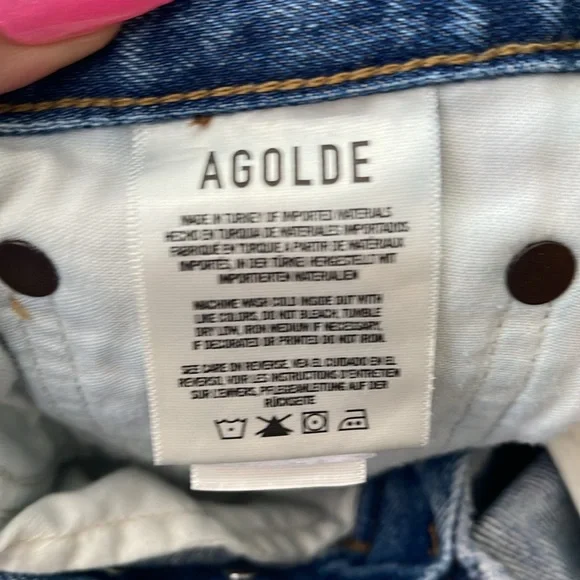 AGOLDE
MADE IN TURKEY OF IMPORTED MATERIALS
HECHO EN TURQUIA DE MATERIALES IMPORTADOS
FABRIQUÉ EN TURQUIE A PARTIR DE MATÉRIAUX
IMPORTES, IN DER TÜRKEI HERGESTELLT MIT
IMPORTIERTEN MATERIALIEN
MACHINE WASH COLD INSIDE OUT WITH
LIKE COLORS, DO NOT BLEACH, TUMBLE
DRY LOW, IRON MEDIUM IF NECESSARY,
IF DECORATED OR PRINTED DO NOT IRON.
SEE CARE ON REVERSE, VEA EL CUIDADO EN EL
REVERSO, VOIR LES INSTRUCTIONS D'ENTRETIEN
SUR L'ENVERS, PFLEGEANLEITUNG AUF DER
RÜCKSEITE